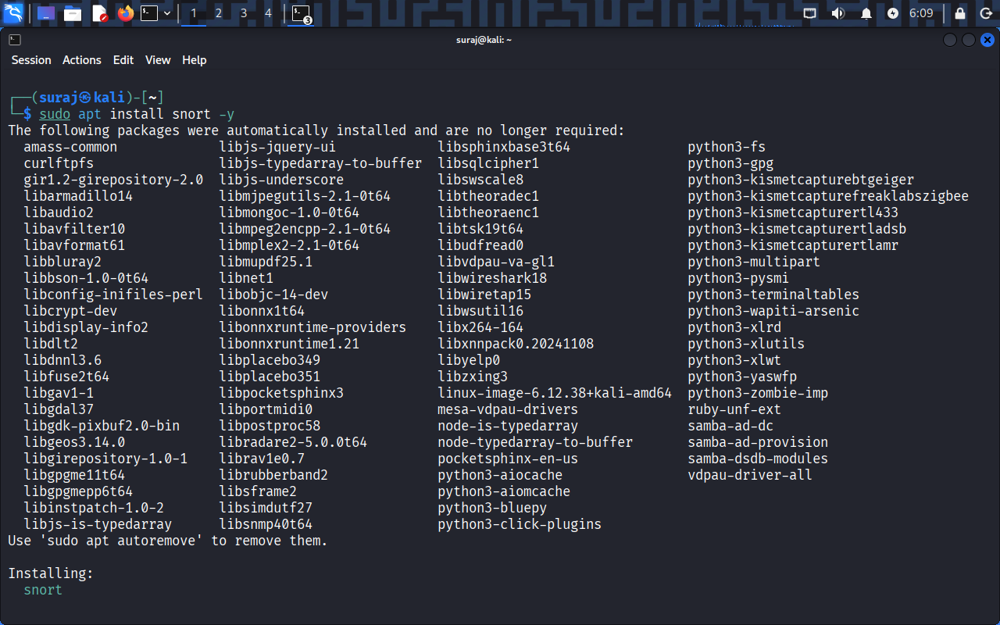 1 2 3 4 3 6:09
suraj@kali: ~
Session Actions Edit View Help
┌──(suraj㉿kali)-[~]
└─$ sudo apt install snort -y
The following packages were automatically installed and are no longer required:
amass-common libjs-jquery-ui libsphinxbase3t64 python3-fs
curlftpfs libjs-typedarray-to-buffer libsqlcipher1 python3-gpg
gir1.2-girepository-2.0 libjs-underscore libswscale8 python3-kismetcapturebtgeiger
libarmadillo14 libmjpegutils-2.1-0t64 libtheoradec1 python3-kismetcapturefreaklabszigbee
libaudio2 libmongoc-1.0-0t64 libtheoraenc1 python3-kismetcapturertl433
libavfilter10 libmpeg2encpp-2.1-0t64 libtsk19t64 python3-kismetcapturertladsb
libavformat61 libmplex2-2.1-0t64 libudfread0 python3-kismetcapturertlamr
libbluray2 libmupdf25.1 libvdpau-va-gl1 python3-multipart
libbson-1.0-0t64 libnet1 libwireshark18 python3-pysmi
libconfig-inifiles-perl libobjc-14-dev libwiretap15 python3-terminaltables
libcrypt-dev libonnx1t64 libwsutil16 python3-wapiti-arsenic
libdisplay-info2 libonnxruntime-providers libx264-164 python3-xlrd
libdlt2 libonnxruntime1.21 libxnnpack0.20241108 python3-xlutils
libdnnl3.6 libplacebo349 libyelp0 python3-xlwt
libfuse2t64 libplacebo351 libzxing3 python3-yaswfp
libgav1-1 libpocketsphinx3 linux-image-6.12.38+kali-amd64 python3-zombie-imp
libgdal37 libportmidi0 mesa-vdpau-drivers ruby-unf-ext
libgdk-pixbuf2.0-bin libpostproc58 node-is-typedarray samba-ad-dc
libgeos3.14.0 libradare2-5.0.0t64 node-typedarray-to-buffer samba-ad-provision
libgirepository-1.0-1 librav1e0.7 pocketsphinx-en-us samba-dsdb-modules
libgpgme11t64 librubberband2 python3-aiocache vdpau-driver-all
libgpgmepp6t64 libsframe2 python3-aiomcache
libinstpatch-1.0-2 libsimdutf27 python3-bluepy
libjs-is-typedarray libsnmp40t64 python3-click-plugins
Use 'sudo apt autoremove' to remove them.
Installing:
snort